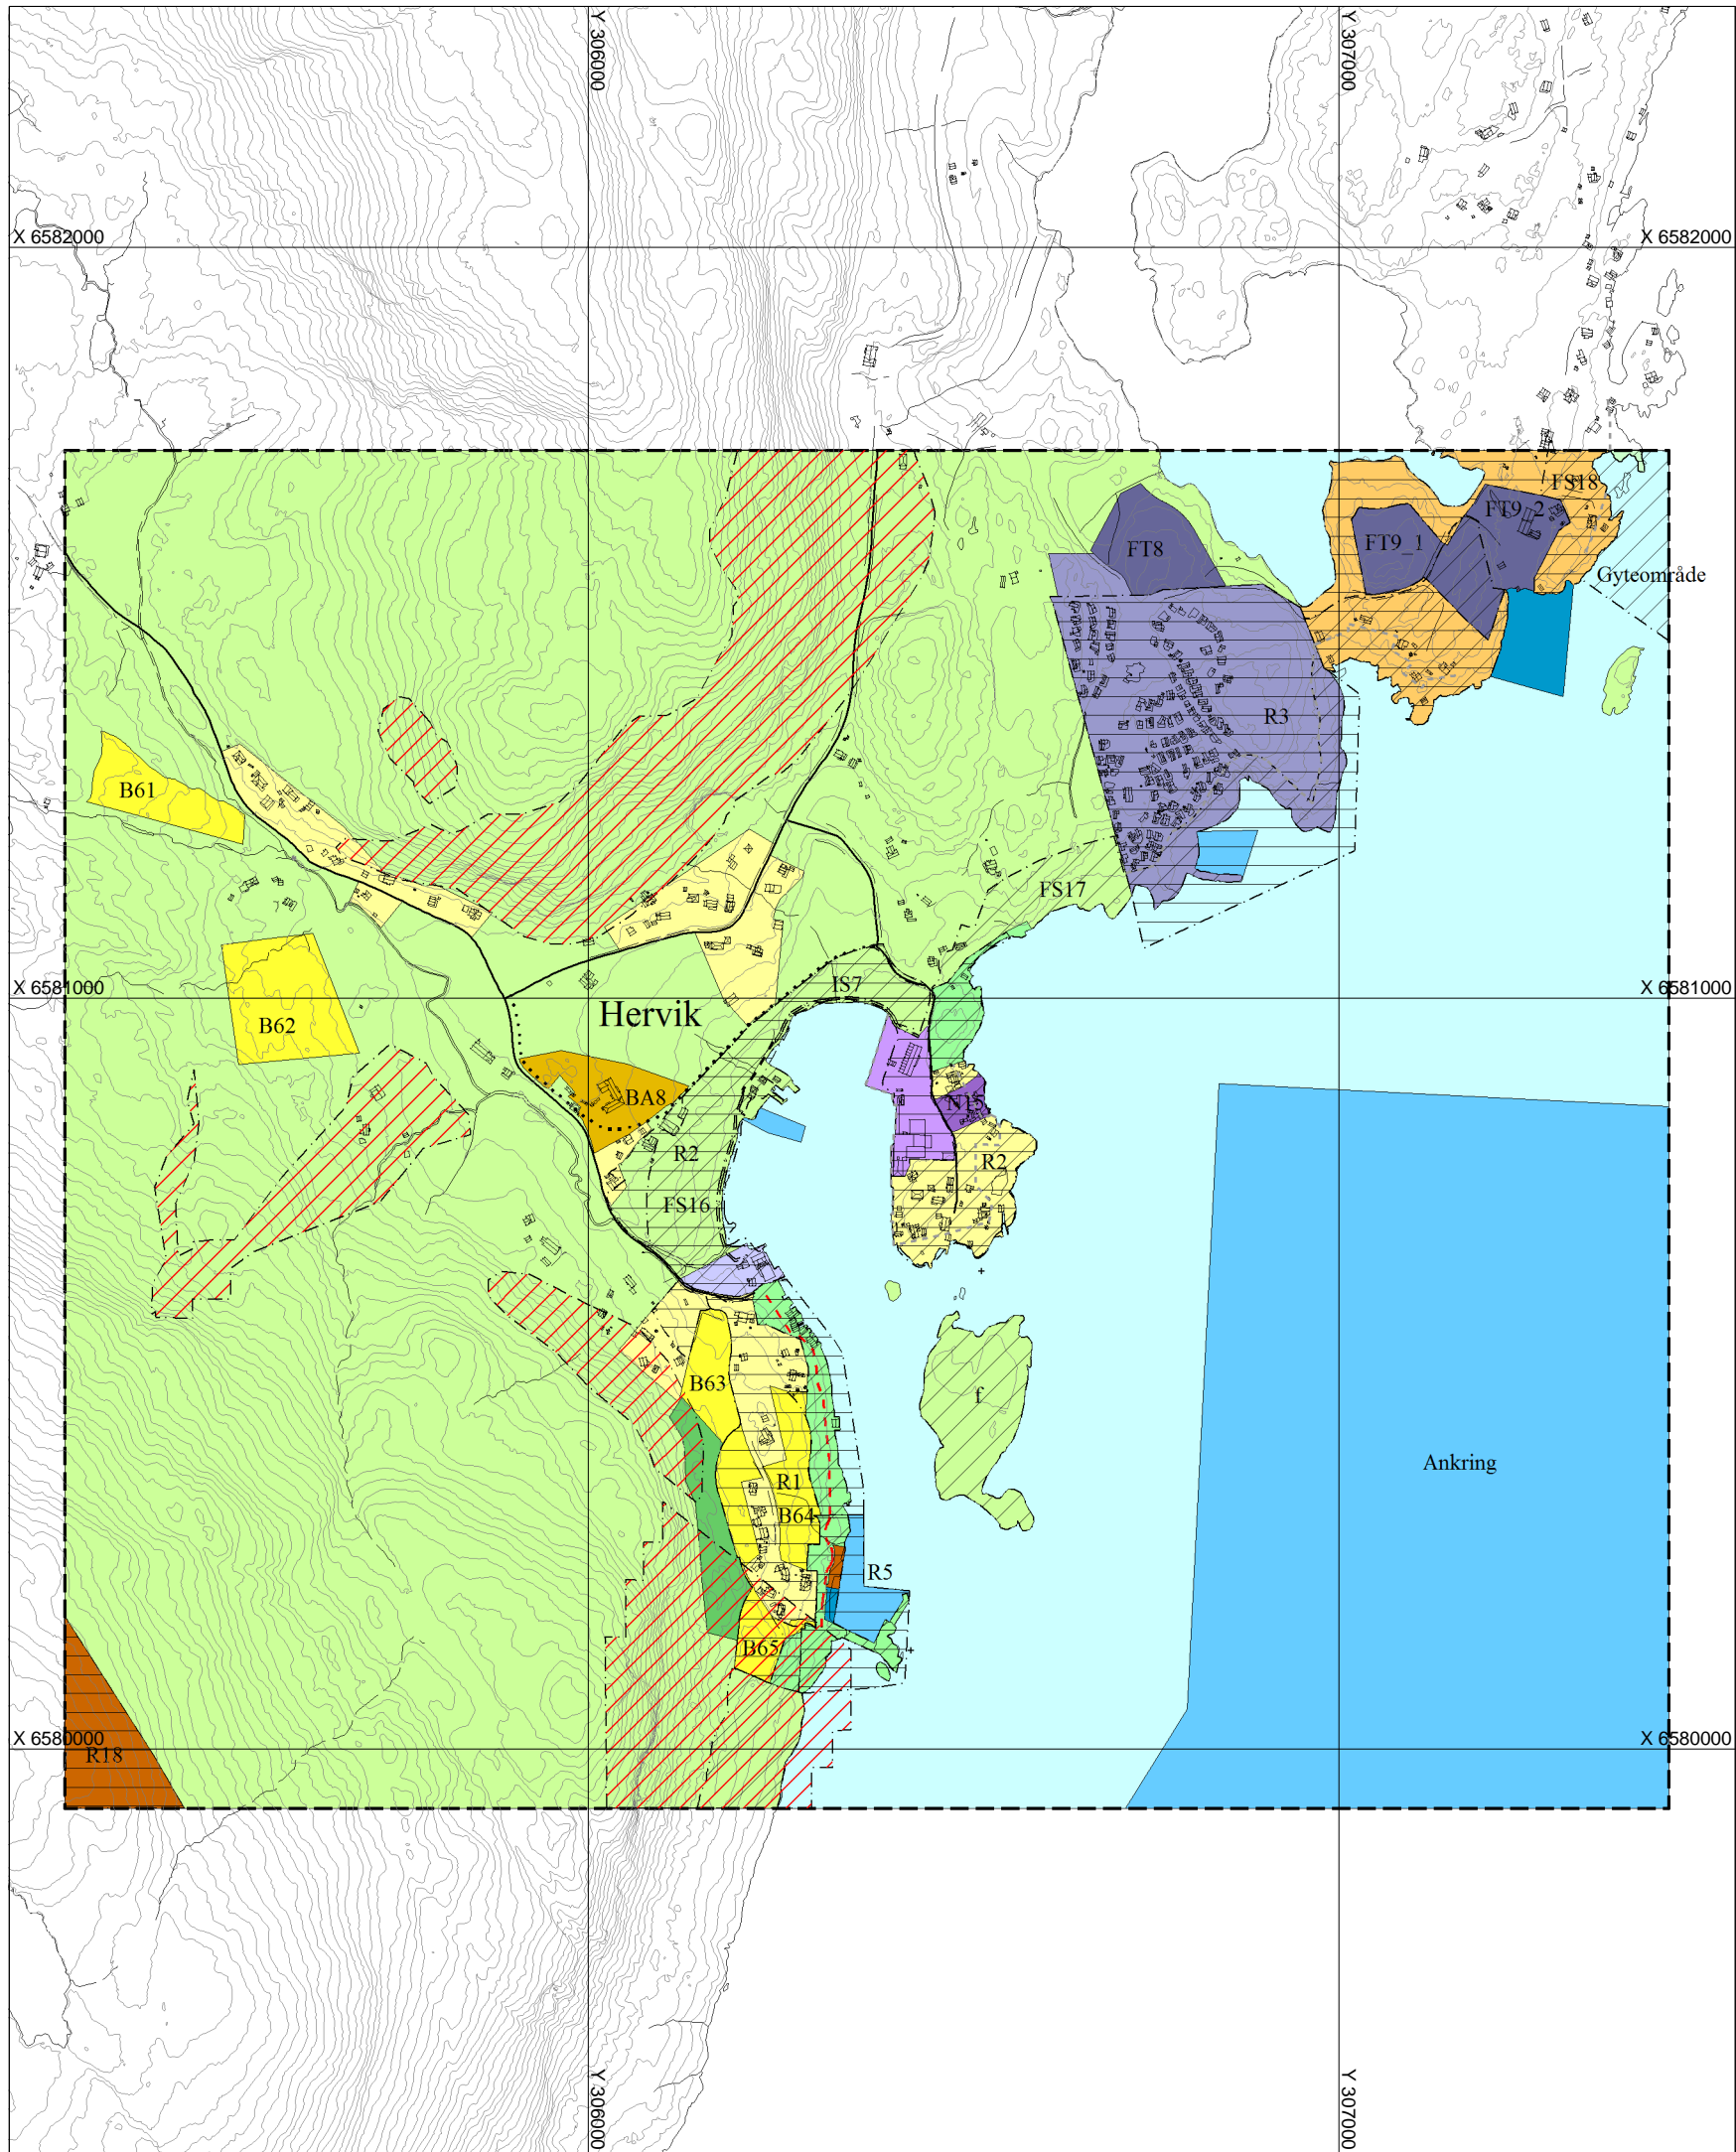 Y 306000
Y 307000
X 6582000
X 6582000
FS18
FT9_2
FT9_1
FT8
Gyteområde
R3
B61
FS17
IS7
X 6581000
X 6581000
Hervik
B62
BA8
N15
R2
R2
FS16
B63
f
Ankring
R1
B64
R5
B65
X 6580000
X 6580000
R18
Y 306000
Y 307000